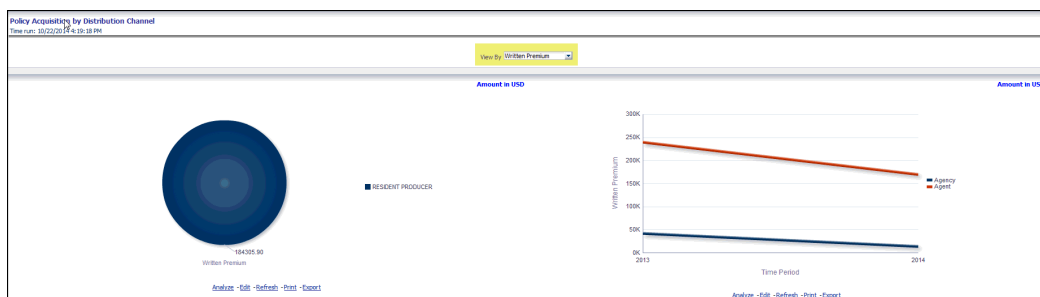 Policy Acquisition by Distribution Channel
Time run: 10/22/2014 4:19:18 PM
View By Written Premium
Amount in USD
RESIDENT PRODUCER
184305.90
Written Premium
Analyze - Edit - Refresh - Print - Export
Amount in US
300K
250K
200K
150K
100K
50K
0K
Written Premium
2013
2014
Time Period
Agency
Agent
Analyze - Edit - Refresh - Print - Export